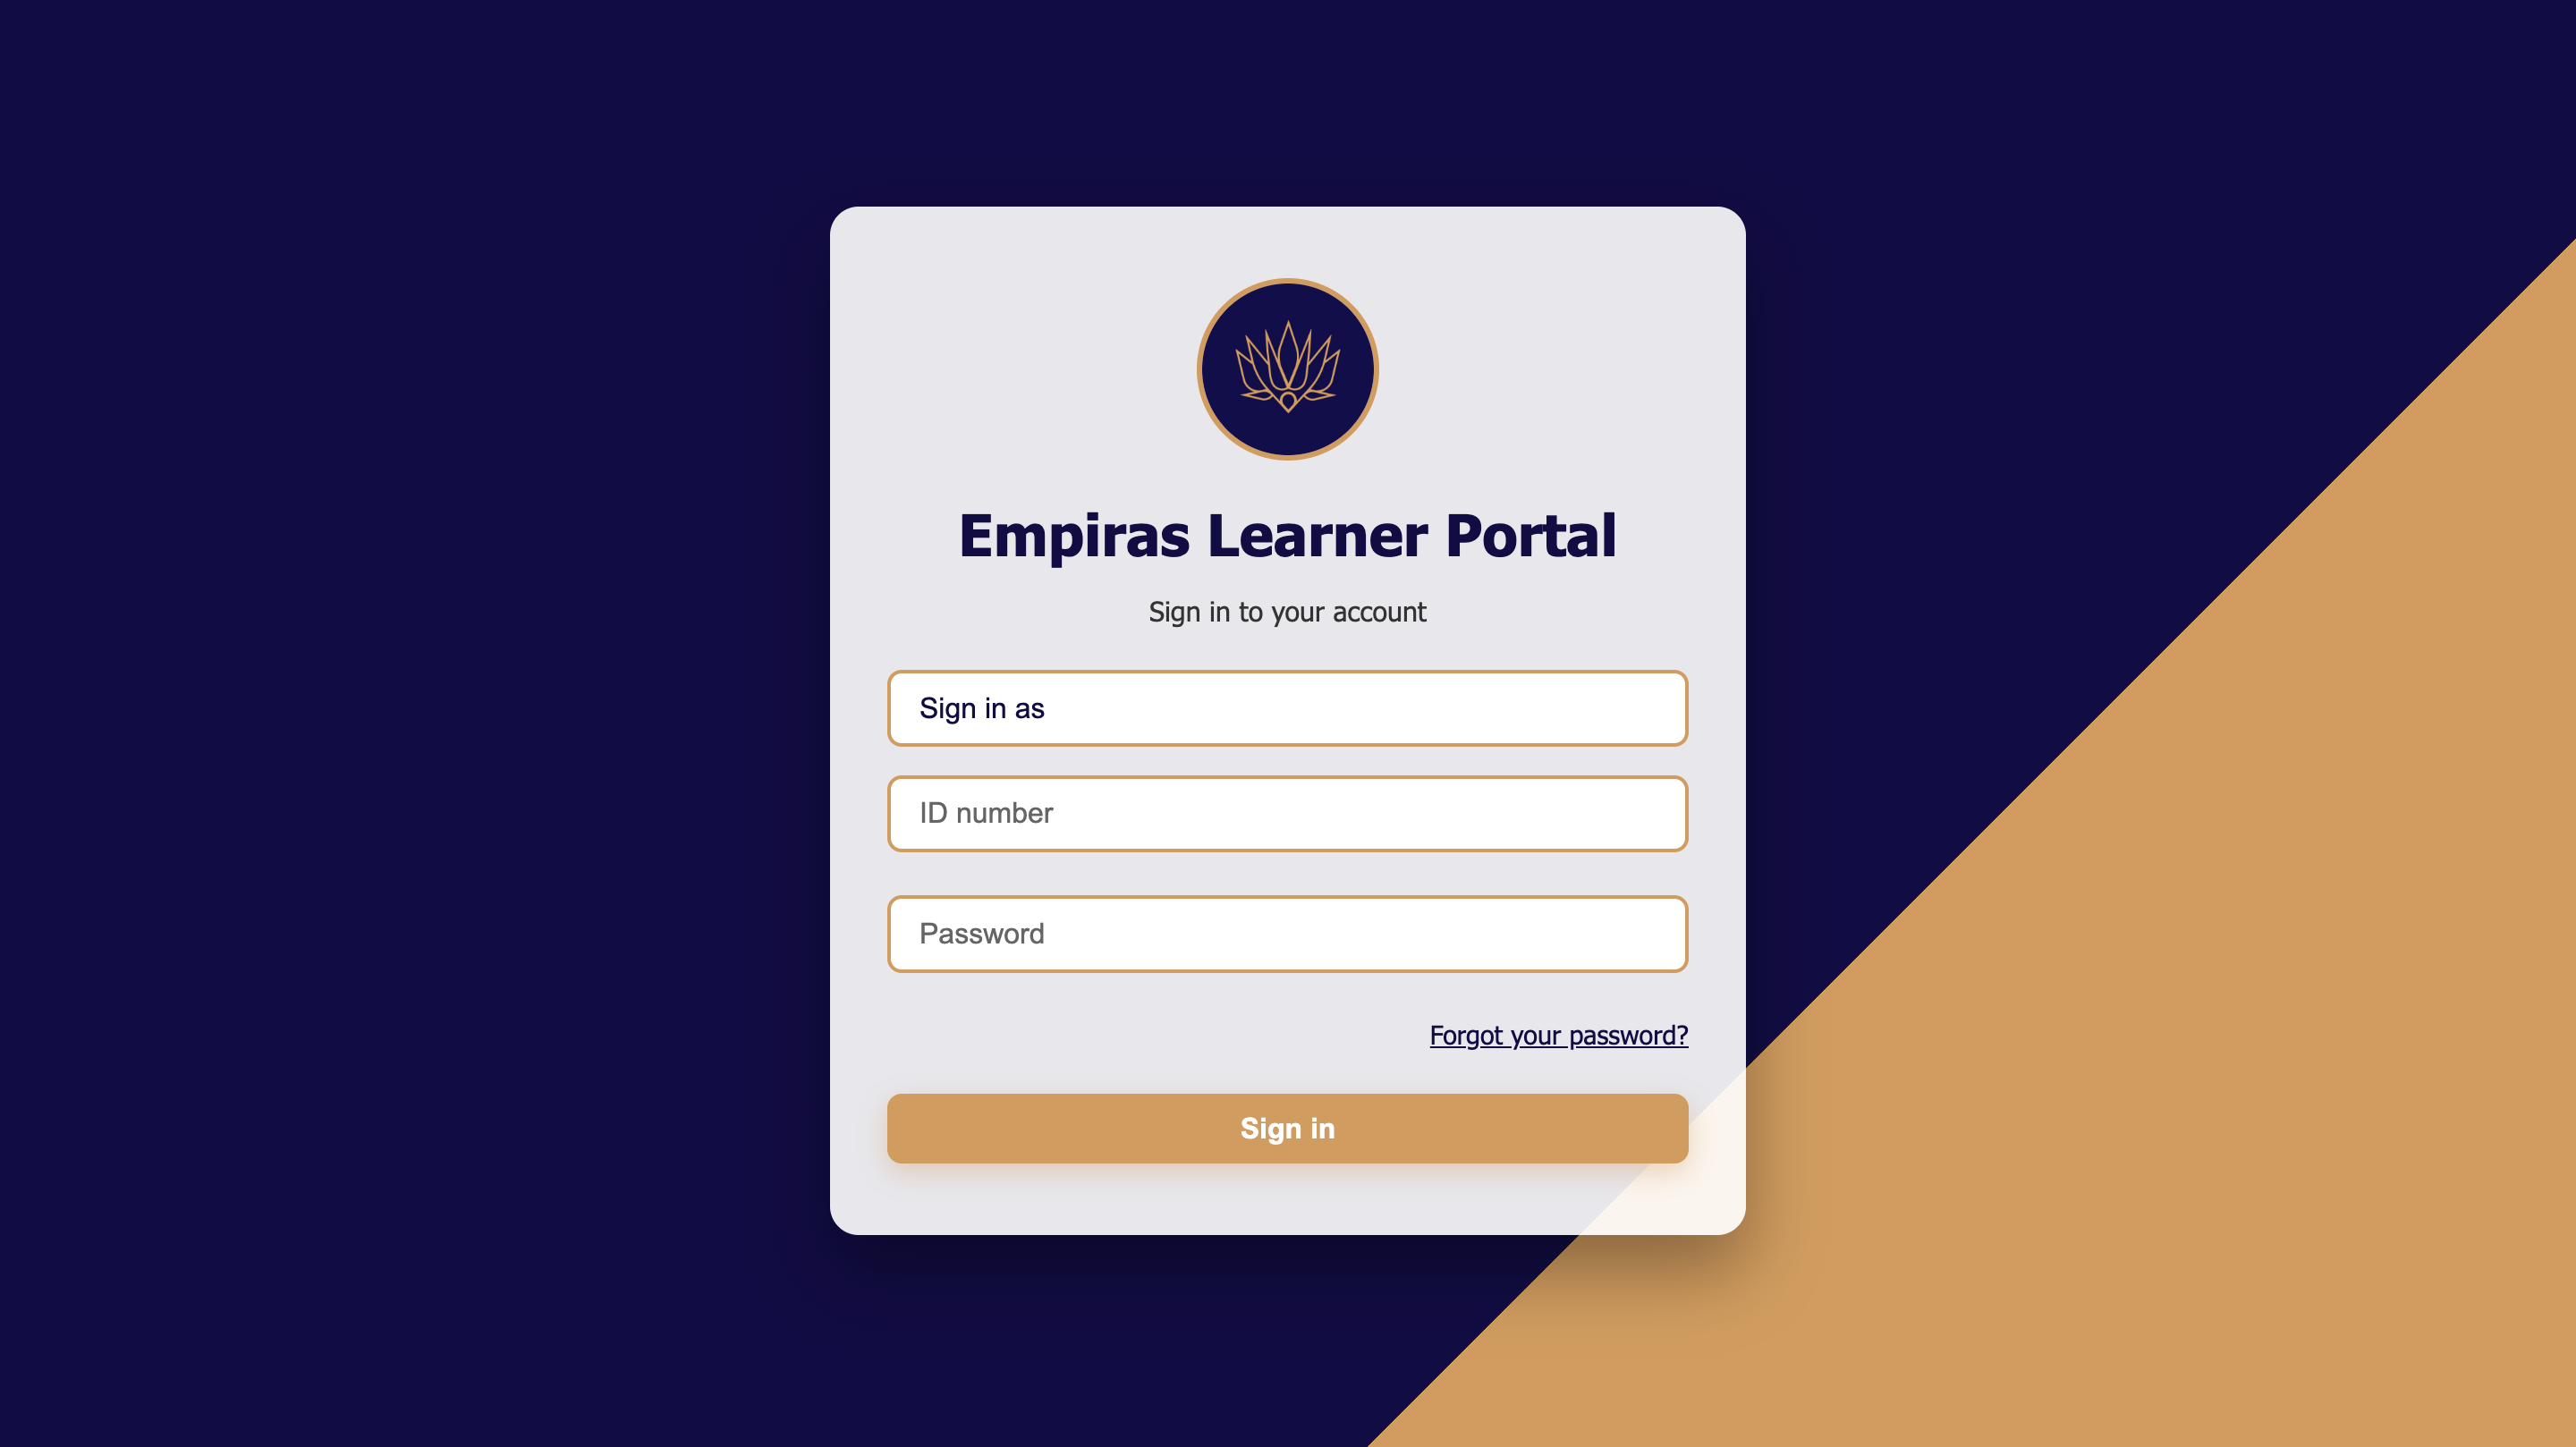 Empiras Learner Portal
Sign in to your account
Sign in as
ID number
Password
Forgot your password?
Sign in